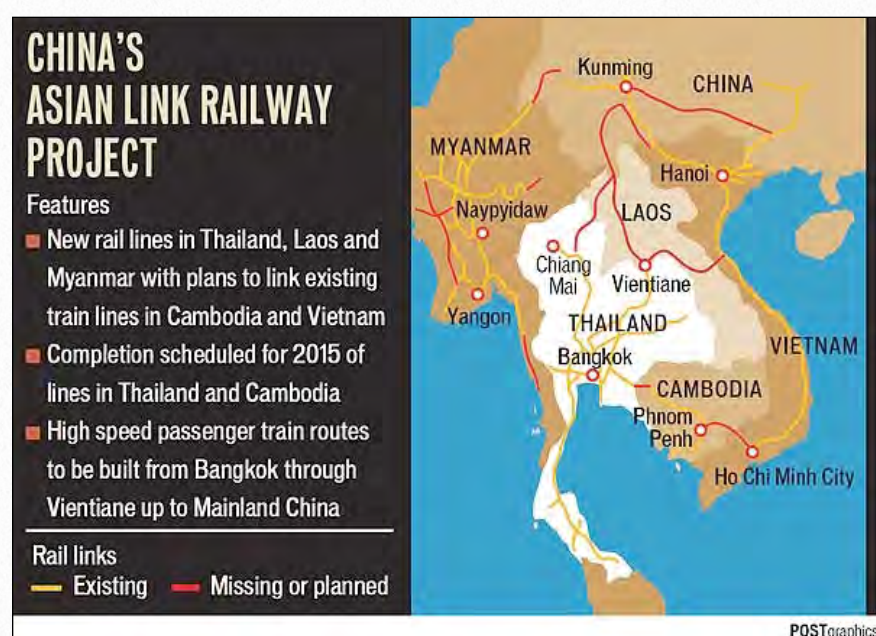 CHINA'S
ASIAN LINK RAILWAY
PROJECT
Features
New rail lines in Thailand, Laos and
Myanmar with plans to link existing
train lines in Cambodia and Vietnam
Completion scheduled for 2015 of
lines in Thailand and Cambodia
High speed passenger train routes
to be built from Bangkok through
Vientiane up to Mainland China
Rail links
Existing
Missing or planned
Kunming
CHINA
MYANMAR
Hanoi
Naypyidaw
LAOS
Chiang
Mai
Vientiane
Yangon
THAILAND
VIETNAM
Bangkok
CAMBODIA
Phnom
Penh
Ho Chi Minh City
POSTgraphics